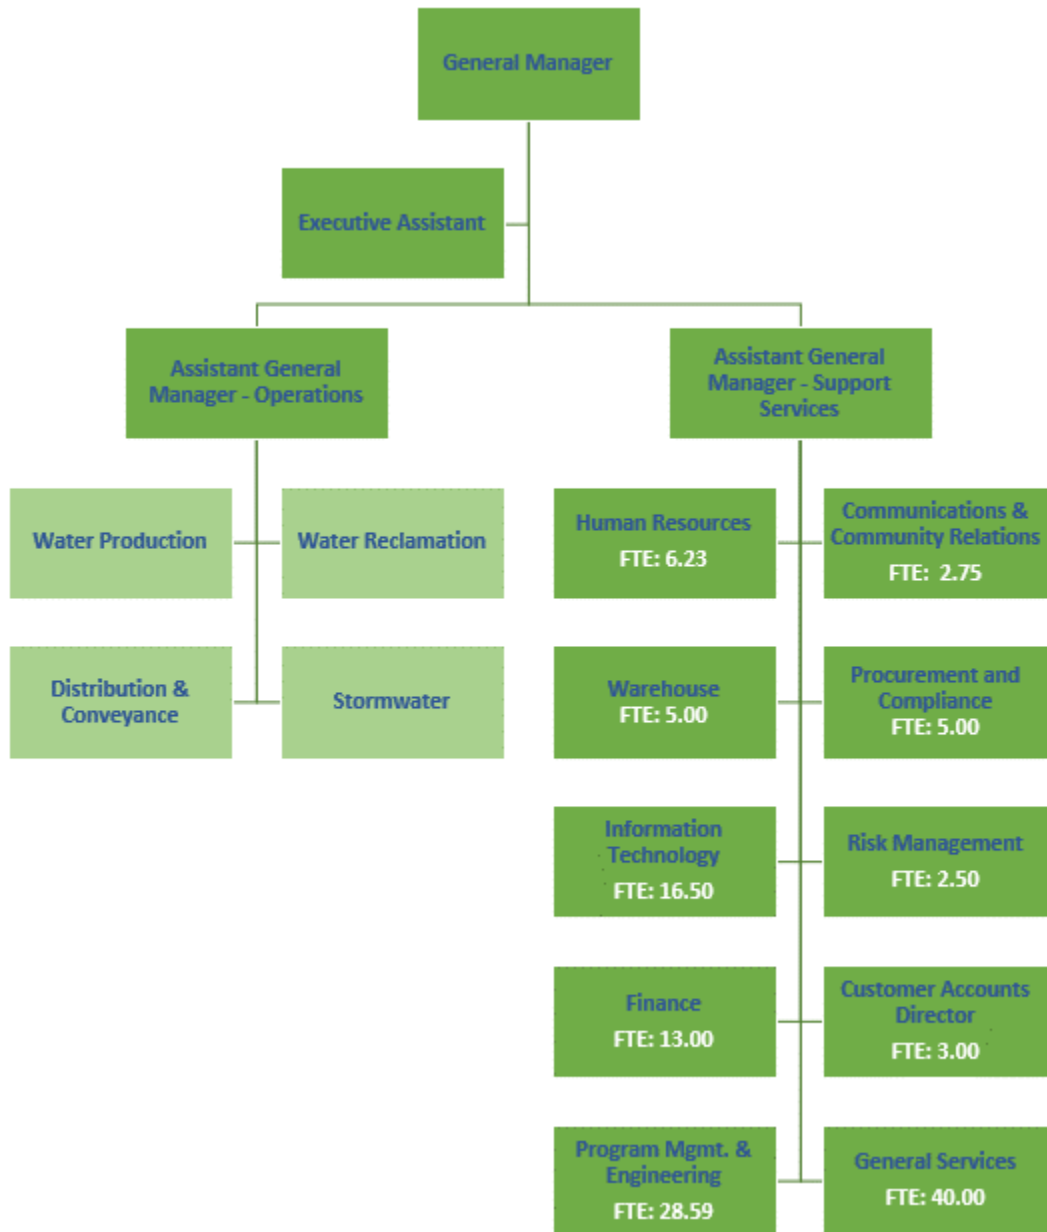 General Manager
Executive Assistant
Assistant General
Manager - Operations
Assistant General
Manager - Support
Services
Water Production
Water Reclamation
Distribution &
Conveyance
Stormwater
Human Resources
FTE: 6.23
Communications &
Community Relations
FTE:  2.75
Warehouse
FTE: 5.00
Procurement and
Compliance
FTE: 5.00
Information
Technology
FTE: 16.50
Risk Management
FTE: 2.50
Finance
FTE: 13.00
Customer Accounts
Director
FTE: 3.00
Program Mgmt. &
Engineering
FTE: 28.59
General Services
FTE: 40.00